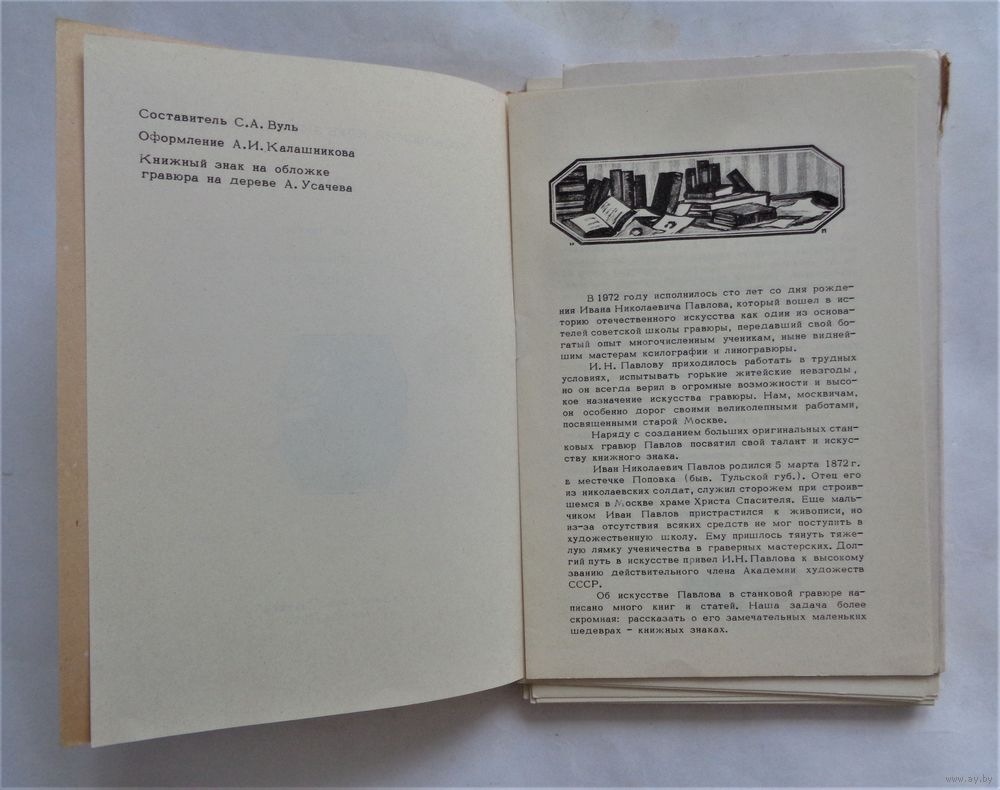 Составитель С.А. Вуль
Оформление А.И. Калашникова
Книжный знак на обложке
гравюра на дереве А. Усачева
В 1972 году исполнилось сто лет со дня рожде-
ния Ивана Николаевича Павлова, который вошел в ис-
торию отечественного искусства как один из основа-
телей советской школы гравюры, передавший свой бо-
гатый опыт многочисленным ученикам, ныне видней-
шим мастерам ксилографии и линогравюры.
И.Н. Павлову приходилось работать в трудных
условиях, испытывать горькие житейские невзгоды,
но он всегда верил в огромные возможности и высо-
кое назначение искусства гравюры. Нам, москвичам,
он особенно дорог своими великолепными работами,
посвященными старой Москве.
Наряду с созданием больших оригинальных стан-
ковых гравюр Павлов посвятил свой талант и искус-
ству книжного знака.
Иван Николаевич Павлов родился 5 марта 1872 г.
в местечке Поповка (быв. Тульской губ.). Отец его
из николаевских солдат, служил сторожем при строив-
шемся в Москве храме Христа Спасителя. Еще маль-
чиком Иван Павлов пристрастился к живописи, но
из-за отсутствия всяких средств не мог поступить в
художественную школу. Ему пришлось тянуть тяже-
лую лямку ученичества в граверных мастерских. Дол-
гий путь в искусстве привел И.Н. Павлова к высокому
званию действительного члена Академии художеств
СССР.
Об искусстве Павлова в станковой гравюре на-
писано много книг и статей. Наша задача более
скромная: рассказать о его замечательных маленьких
шедеврах - книжных знаках.
www.ay.by